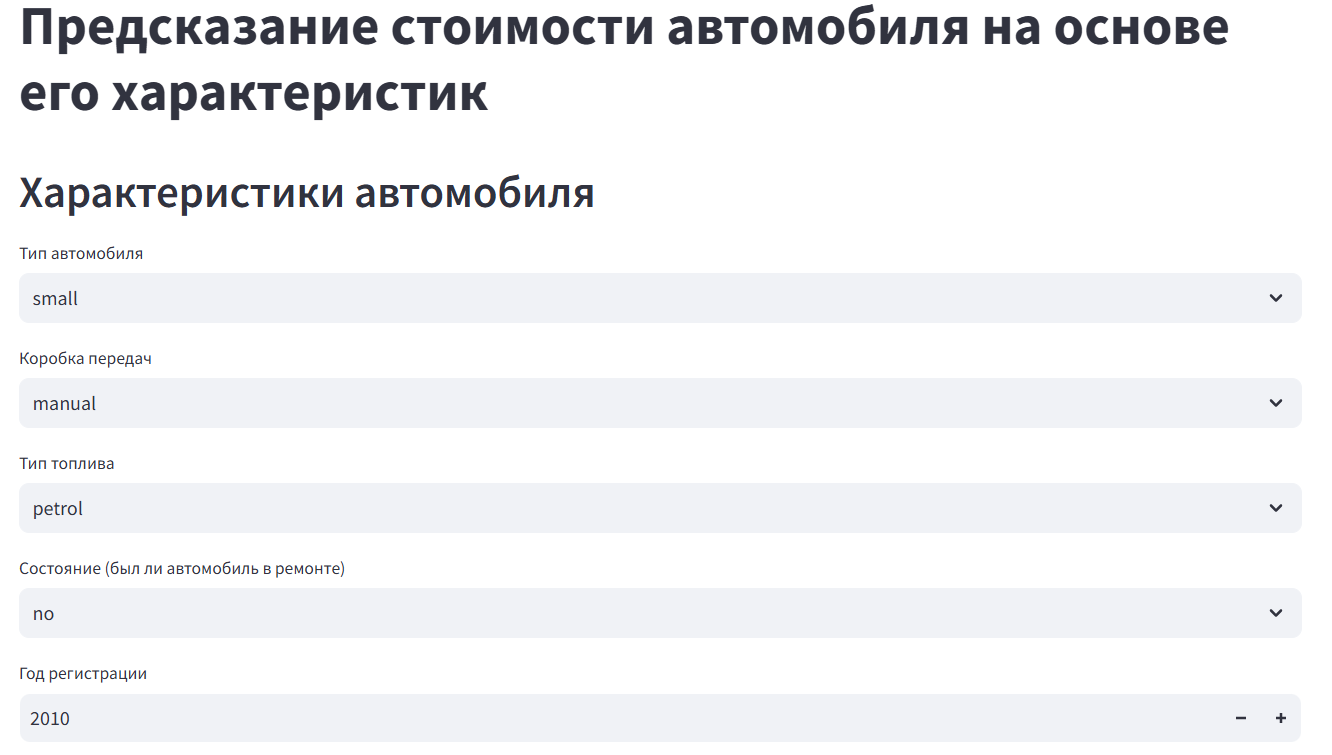 Предсказание стоимости автомобиля на основе
его характеристик
Характеристики автомобиля
Тип автомобиля
small
Коробка передач
manual
Тип топлива
petrol
Состояние (был ли автомобиль в ремонте)
no
Год регистрации
2010